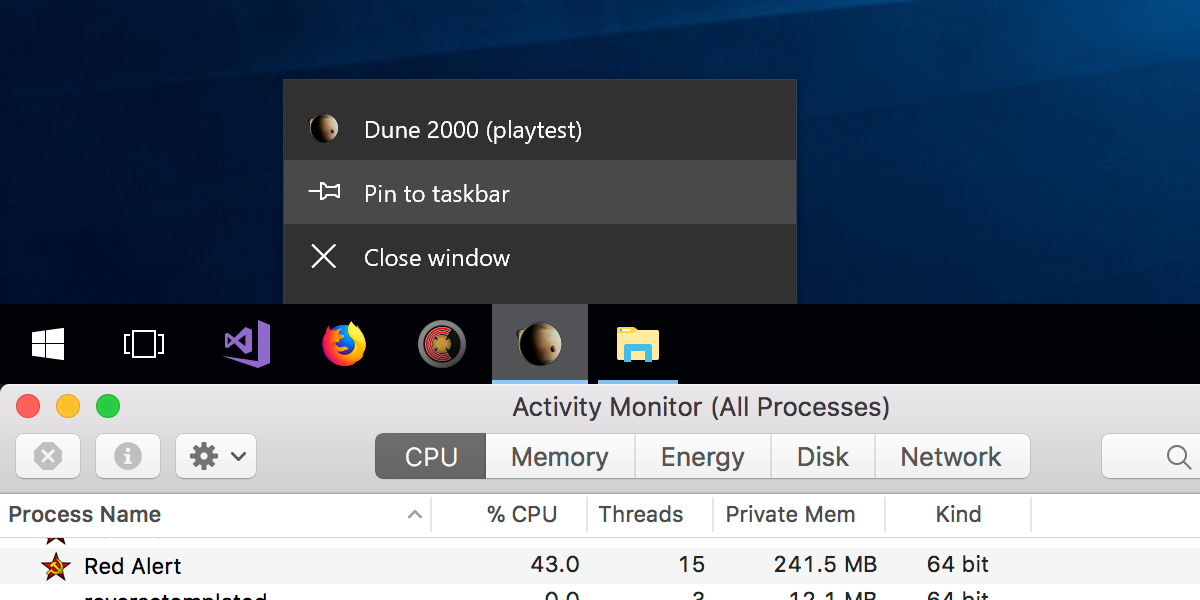 Dune 2000 (playtest)
Pin to taskbar
Close window
Activity Monitor (All Processes)
CPU Memory Energy Disk Network
Process Name % CPU Threads Private Mem Kind
Red Alert 43.0 15 241.5 MB 64 bit
reversetemplated 0.0 3 12.1 MB 64 bit